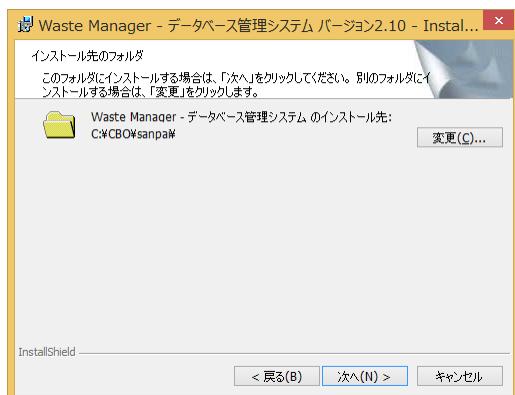 Waste Manager - データベース管理システム バージョン2.10 - Install...
インストール先のフォルダ
このフォルダにインストールする場合は、「次へ」をクリックしてください。別のフォルダにイ
ンストールする場合は、「変更」をクリックします。
Waste Manager - データベース管理システム のインストール先:
C:¥CBO¥sanpai¥
変更(C)...
InstallShield
< 戻る(B)
次へ(N) >
キャンセル